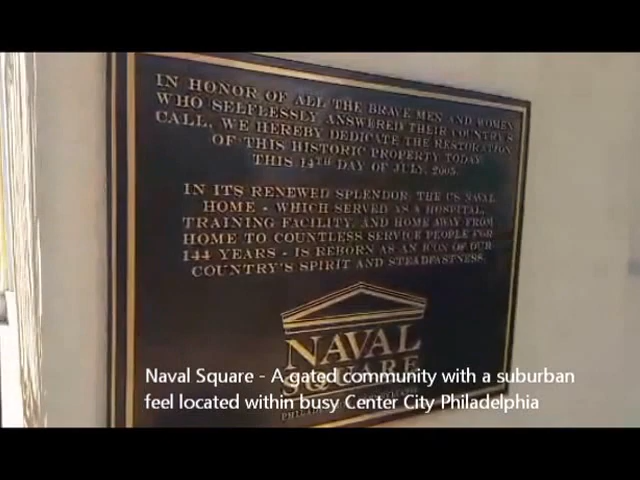 IN HONOR OF ALL THE BRAVE MEN AND WOMEN
WHO SELFLESSLY ANSWERED THEIR COUNTRY'S
CALL, WE HEREBY DEDICATE THE RESTORATION
OF THIS HISTORIC PROPERTY TODAY
THIS 14TH DAY OF JULY, 2005.
IN ITS RENEWED SPLENDOR, THE US NAVAL
HOME - WHICH SERVED AS A HOSPITAL,
TRAINING FACILITY, AND HOME AWAY FROM
HOME TO COUNTLESS SERVICE PEOPLE FOR
144 YEARS - IS REBORN AS AN ICON OF OUR
COUNTRY'S SPIRIT AND STEADFASTNESS.
NAVAL
SQUARE
Naval Square - A gated community with a suburban
feel located within busy Center City Philadelphia